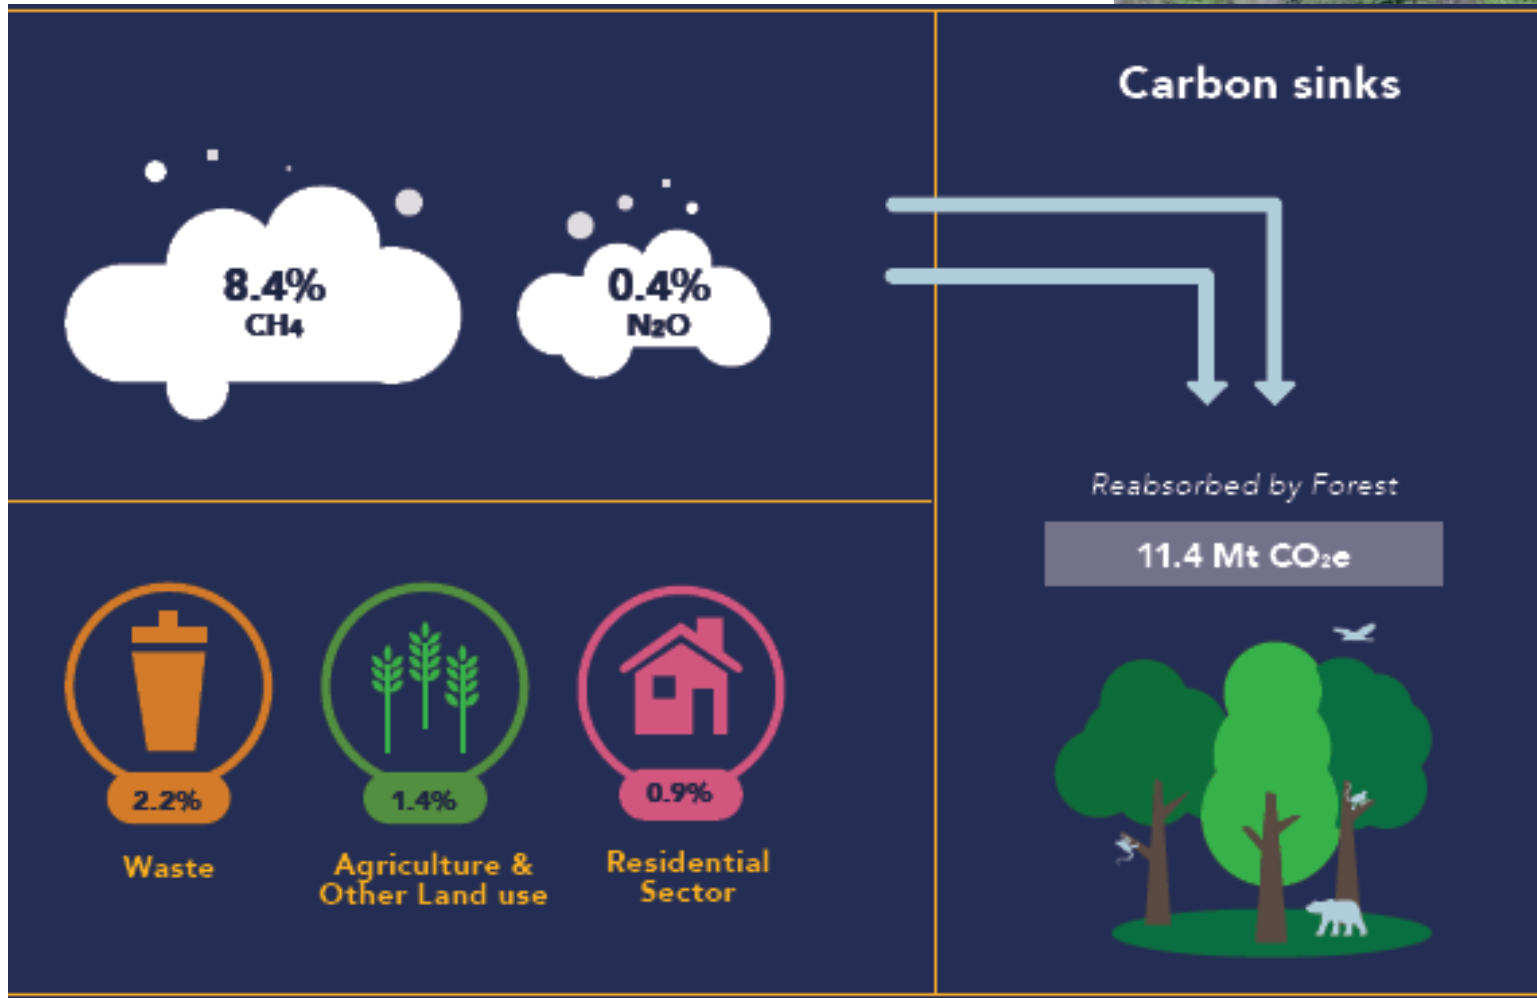 8.4%
CH₄
0.4%
N₂O
2.2%
Waste
1.4%
Agriculture &
Other Land use
0.9%
Residential
Sector
Carbon sinks
Reabsorbed by Forest
11.4 Mt CO₂e